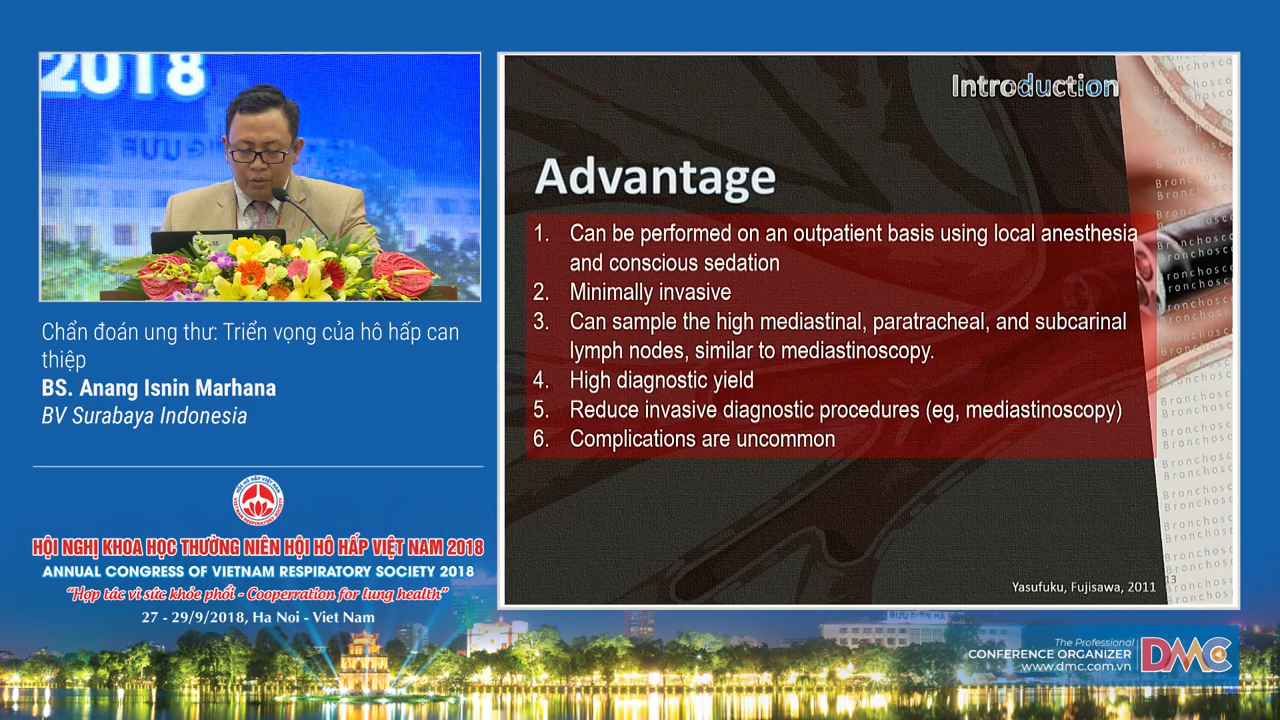 2018
Chẩn đoán ung thư: Triển vọng của hô hấp can
thiệp
BS. Anang Isnin Marhana
BV Surabaya Indonesia
HỘI NGHỊ KHOA HỌC THƯỜNG NIÊN HỘI HÔ HẤP VIỆT NAM 2018
ANNUAL CONGRESS OF VIETNAM RESPIRATORY SOCIETY 2018
"Hợp tác vì sức khỏe phổi - Cooperration for lung health"
27 - 29/9/2018, Ha Noi - Viet Nam
Introduction
Advantage
1. Can be performed on an outpatient basis using local anesthesia
and conscious sedation
2. Minimally invasive
3. Can sample the high mediastinal, paratracheal, and subcarinal
lymph nodes, similar to mediastinoscopy.
4. High diagnostic yield
5. Reduce invasive diagnostic procedures (eg, mediastinoscopy)
6. Complications are uncommon
Yasufuku, Fujisawa, 2011
13
The Professional
CONFERENCE ORGANIZER
www.dmc.com.vn
DMC